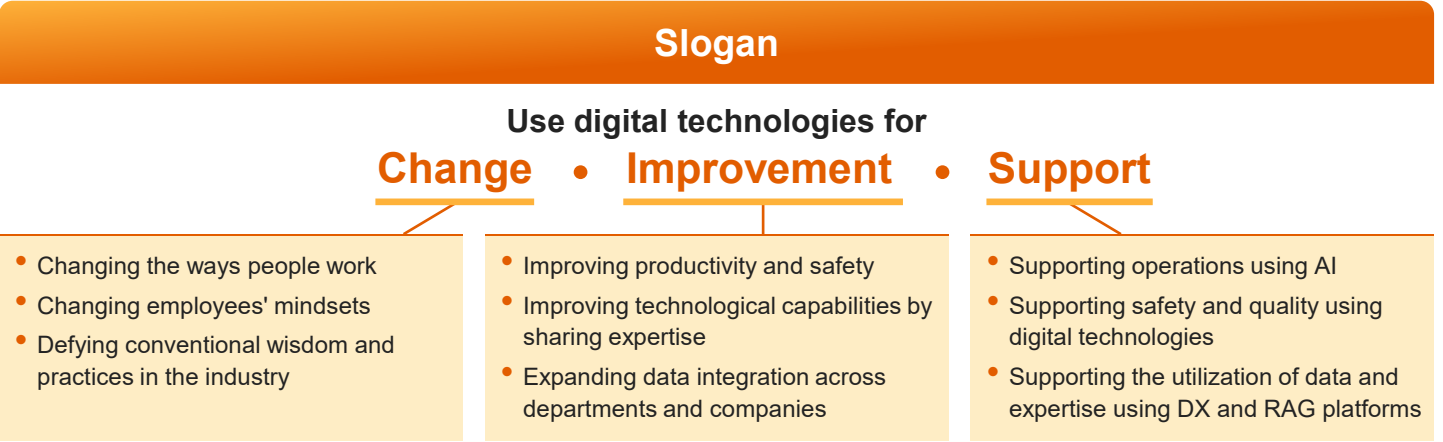 Slogan
Use digital technologies for
Change • Improvement • Support
• Changing the ways people work
• Changing employees' mindsets
• Defying conventional wisdom and
practices in the industry
• Improving productivity and safety
• Improving technological capabilities by
sharing expertise
• Expanding data integration across
departments and companies
• Supporting operations using AI
• Supporting safety and quality using
digital technologies
• Supporting the utilization of data and
expertise using DX and RAG platforms